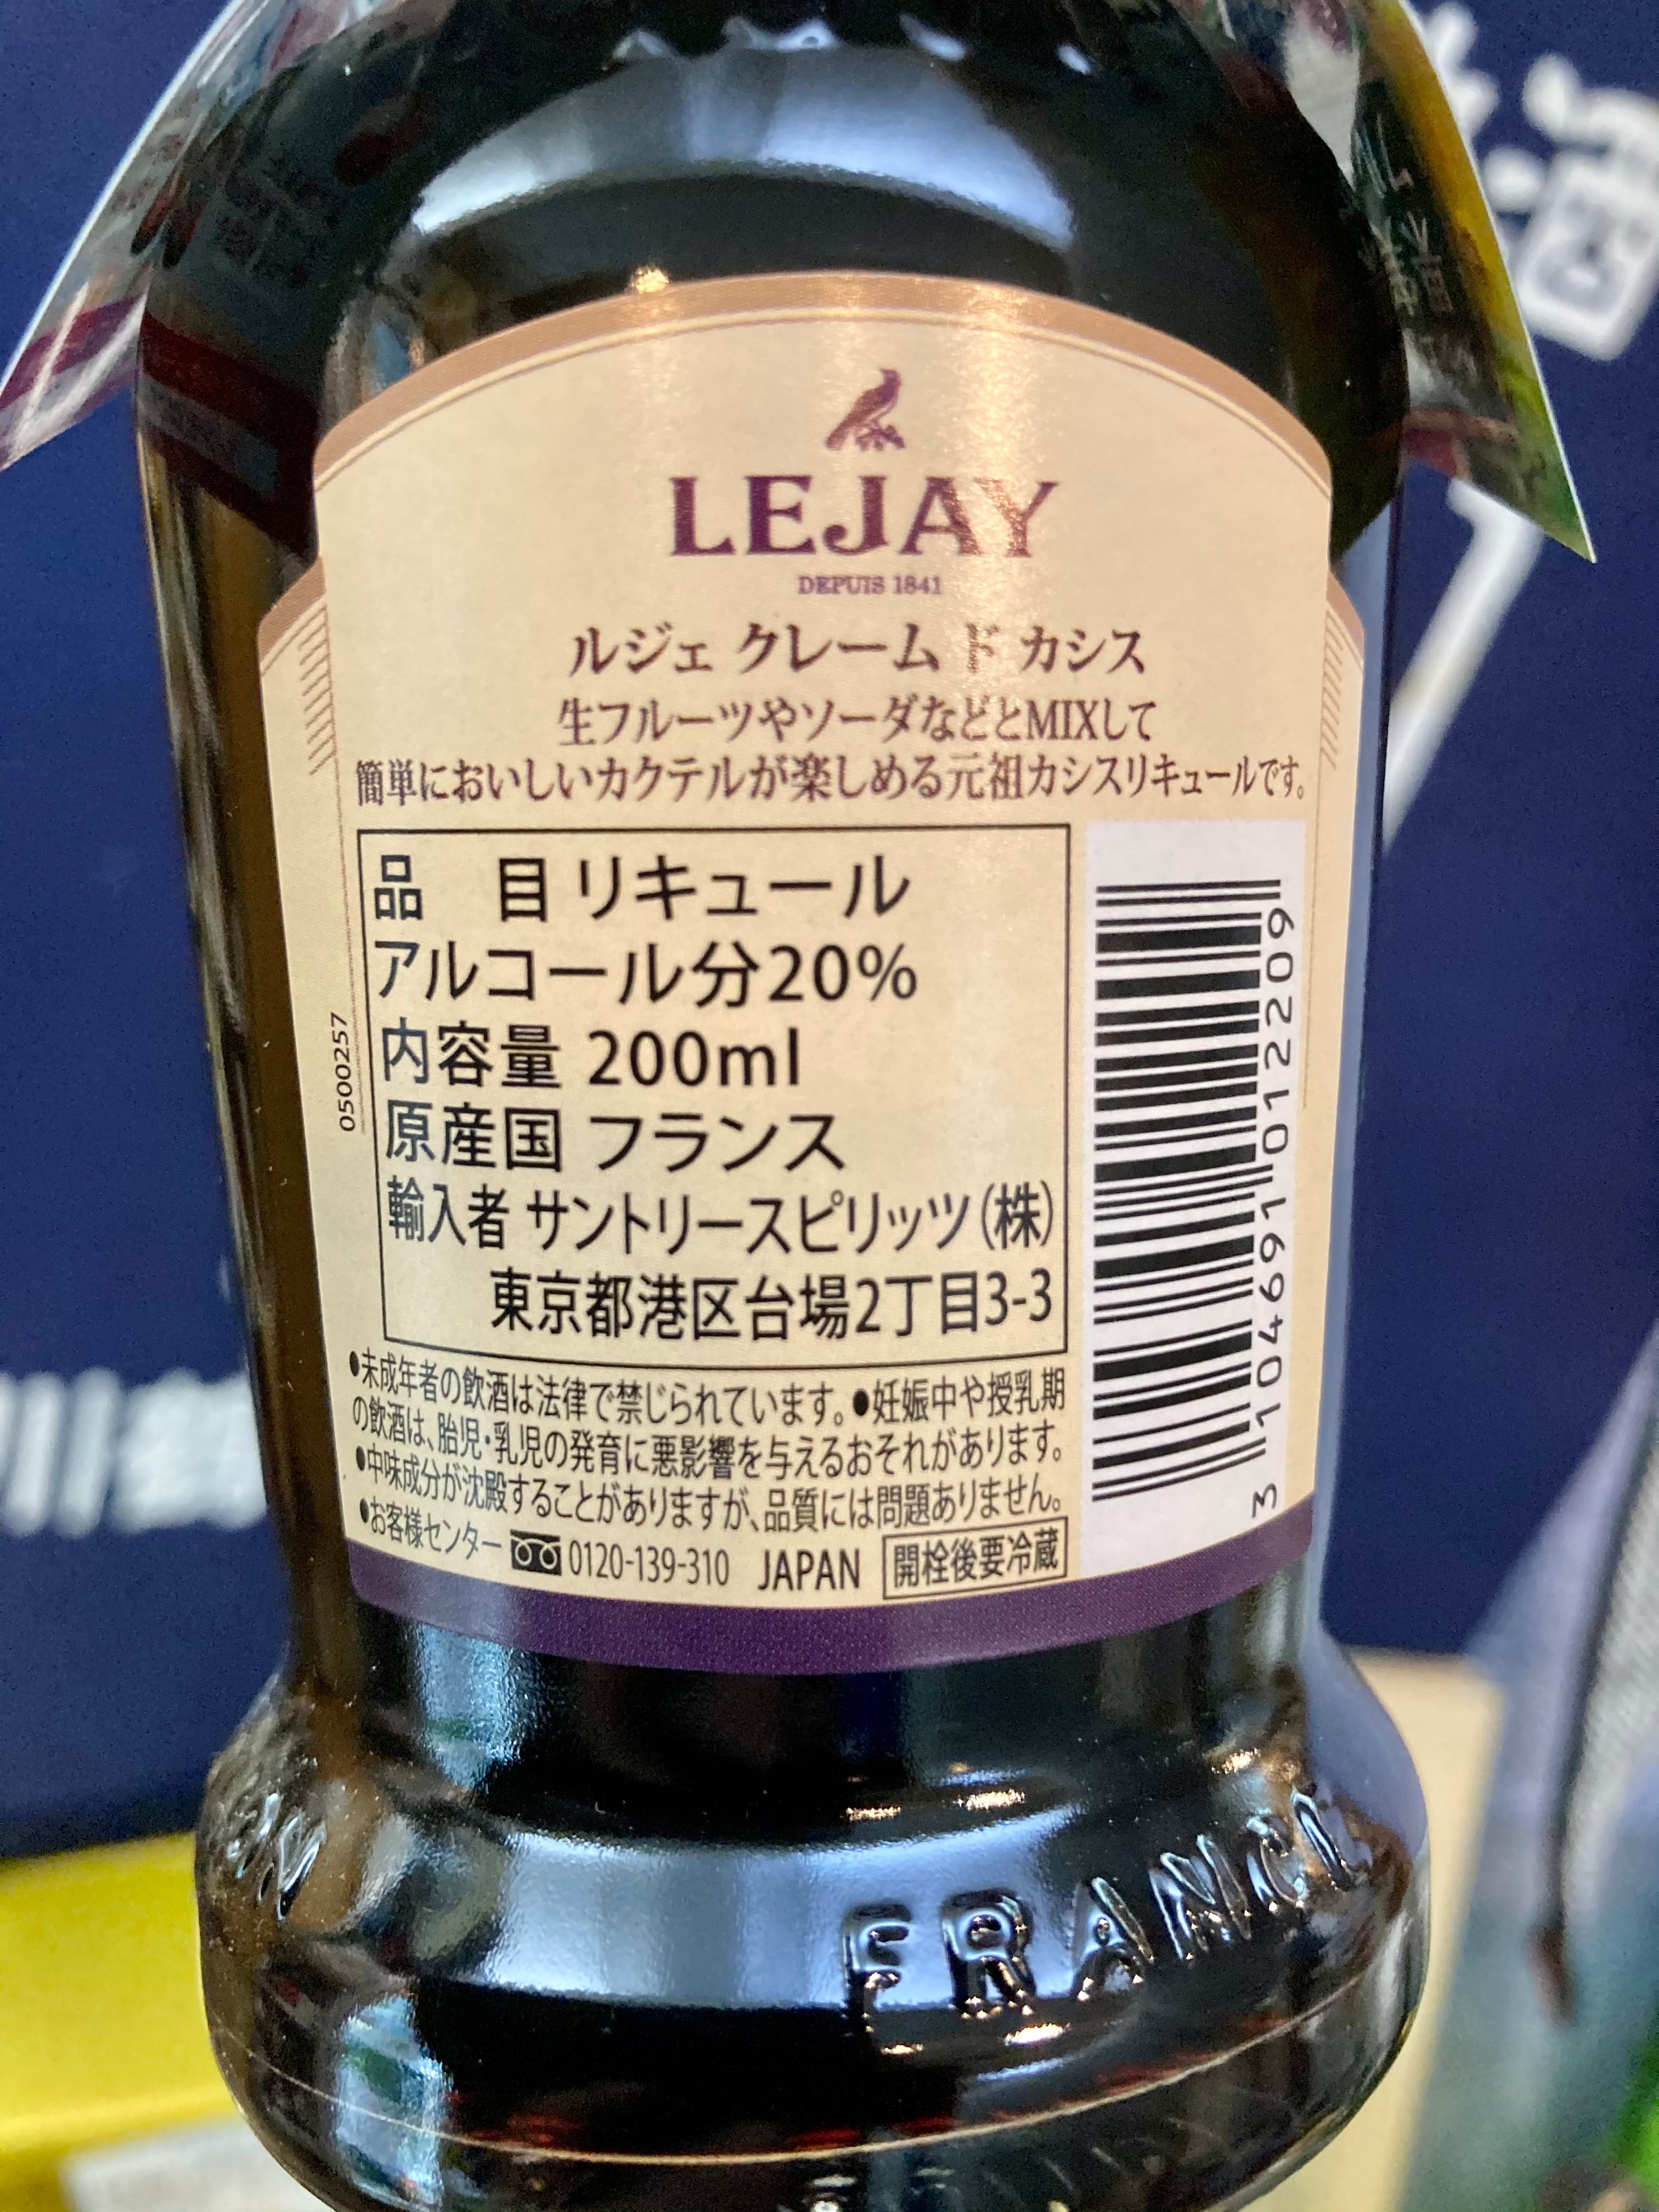 LEJAY
DEPUIS 1841
ルジェ クレーム ド カシス
生フルーツやソーダなどとMIXして
簡単においしいカクテルが楽しめる元祖カシスリキュールです。
品　目 リキュール
アルコール分20%
内容量 200ml
原産国 フランス
輸入者 サントリースピリッツ(株)
東京都港区台場2丁目3-3
0500257
3104691012209
●未成年者の飲酒は法律で禁じられています。●妊娠中や授乳期
の飲酒は、胎児・乳児の発育に悪影響を与えるおそれがあります。
●中味成分が沈殿することがありますが、品質には問題ありません。
●お客様センター 0120-139-310 JAPAN 開栓後要冷蔵
FRANCE